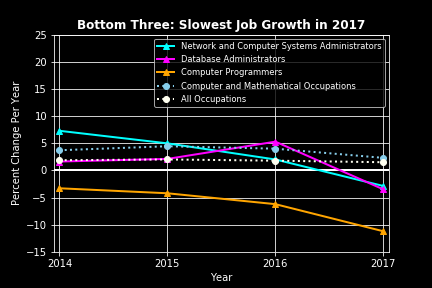 Bottom Three: Slowest Job Growth in 2017
Network and Computer Systems Administrators
Database Administrators
Computer Programmers
Computer and Mathematical Occupations
All Occupations
Percent Change Per Year
25
20
15
10
5
0
−5
−10
−15
2014
2015
2016
2017
Year